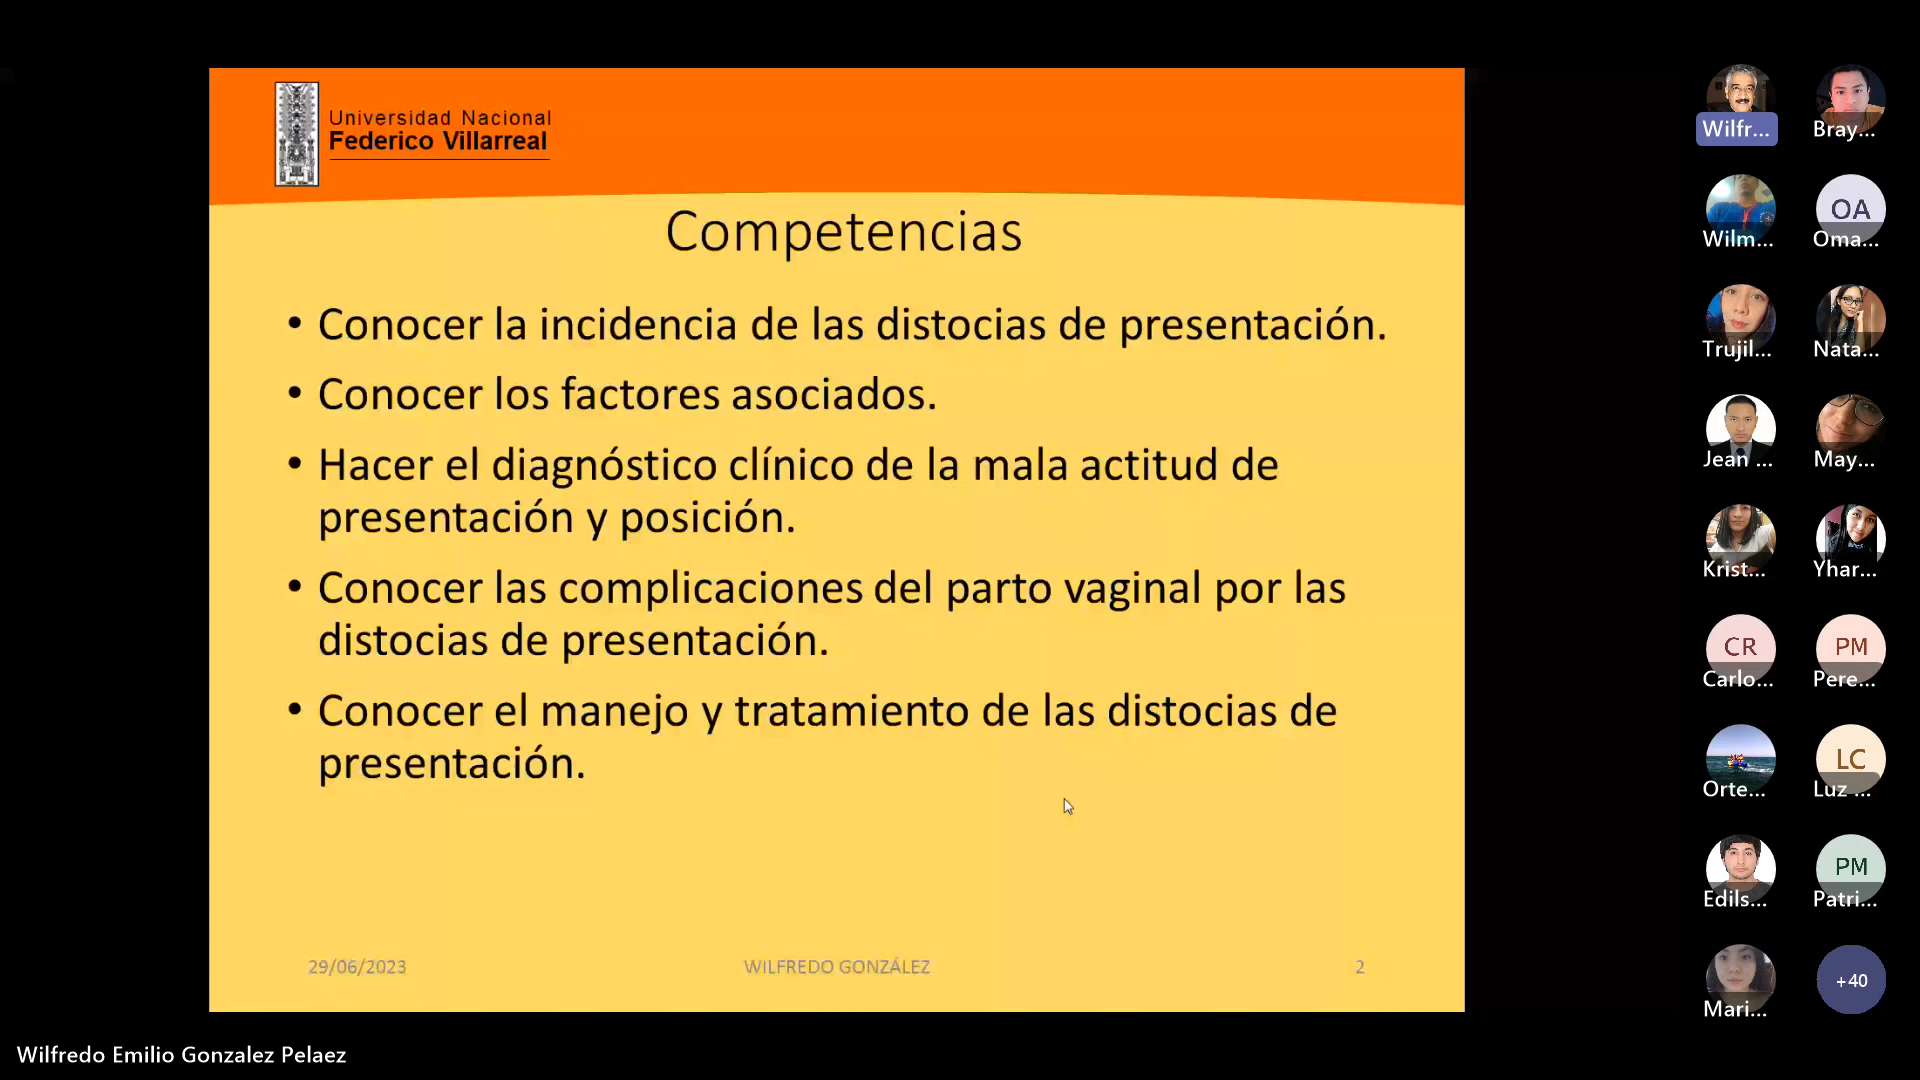 Universidad Nacional
Federico Villarreal
Competencias
• Conocer la incidencia de las distocias de presentación.
• Conocer los factores asociados.
• Hacer el diagnóstico clínico de la mala actitud de
presentación y posición.
• Conocer las complicaciones del parto vaginal por las
distocias de presentación.
• Conocer el manejo y tratamiento de las distocias de
presentación.
29/06/2023
WILFREDO GONZÁLEZ
2
Wilfr...
Bray...
Wilm...
OA
Oma...
Trujil...
Nata...
Jean ...
May...
Krist...
Yhar...
CR
Carlo...
PM
Pere...
Orte...
LC
Luz ...
Edils...
PM
Patri...
Mari...
+40
Wilfredo Emilio Gonzalez Pelaez